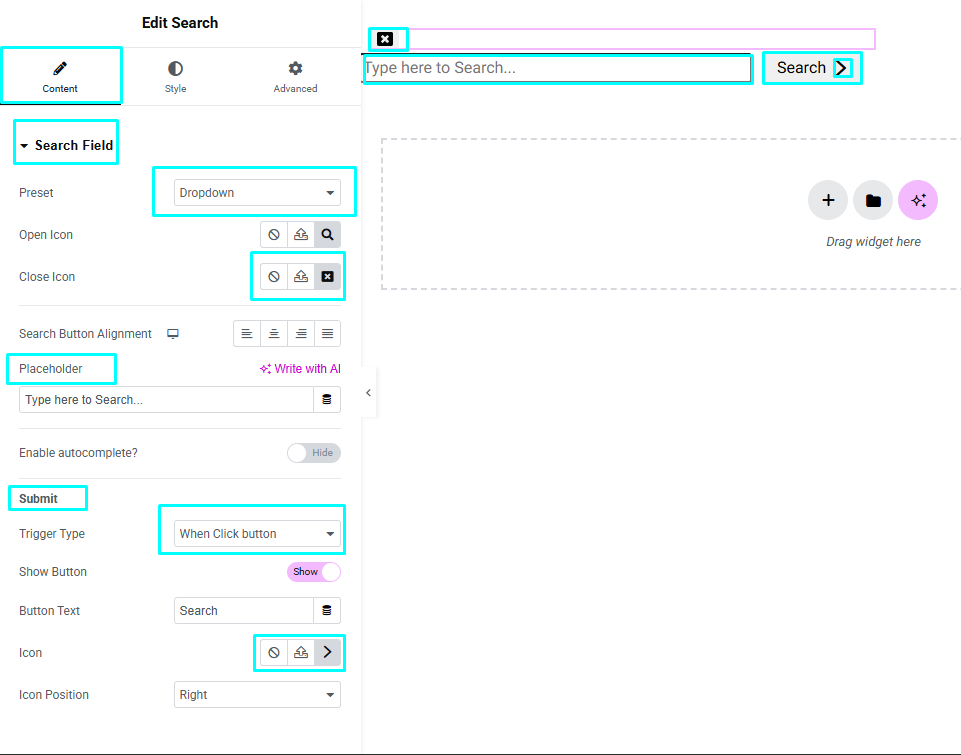 Edit Search
Content
Style
Advanced
Search Field
Preset
Dropdown
Open Icon
Close Icon
Search Button Alignment
Placeholder
Write with AI
Type here to Search...
Enable autocomplete?
Hide
Submit
Trigger Type
When Click button
Show Button
Show
Button Text
Search
Icon
Icon Position
Right
Type here to Search...
Search
Drag widget here